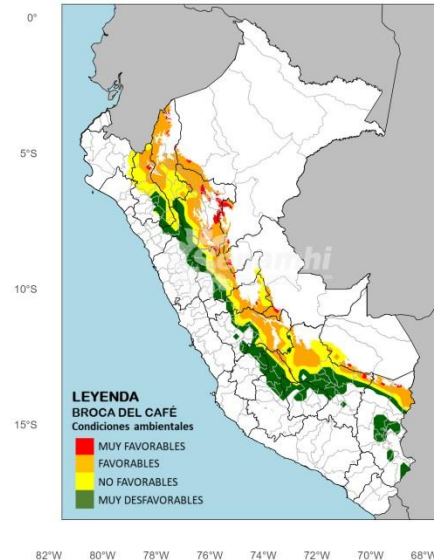 0°
5°S
10°S
15°S
senamhi
LEYENDA
BROCA DEL CAFÉ
Condiciones ambientales
MUY FAVORABLES
FAVORABLES
NO FAVORABLES
MUY DESFAVORABLES
82°W 80°W 78°W 76°W 74°W 72°W 70°W 68°W